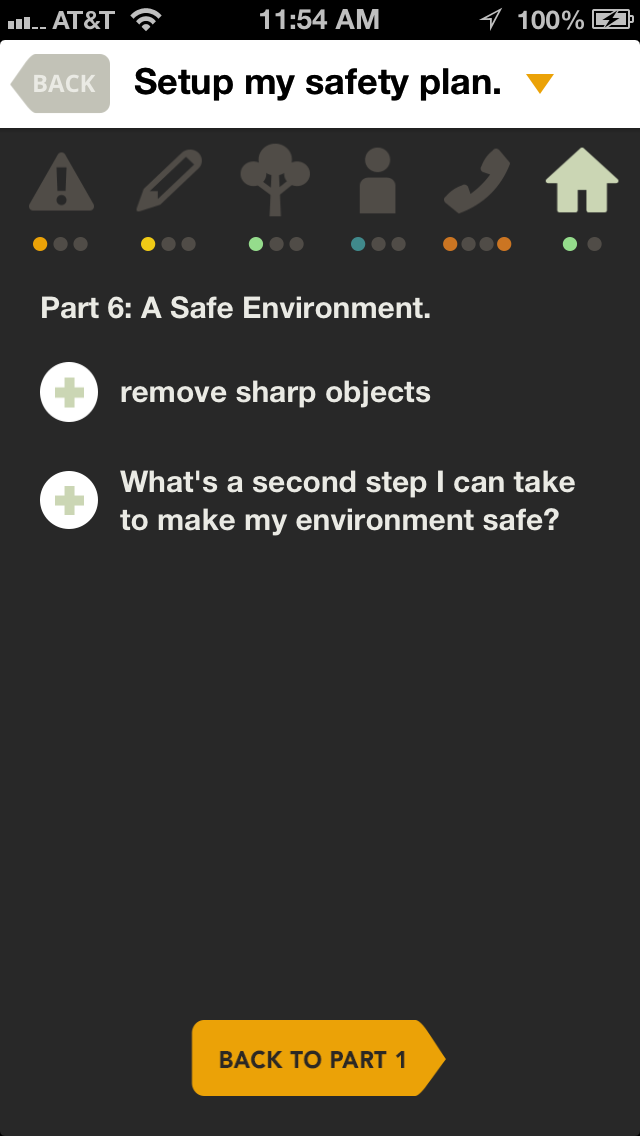 AT&T 11:54 AM 100%
BACK Setup my safety plan.
Part 6: A Safe Environment.
remove sharp objects
What's a second step I can take
to make my environment safe?
BACK TO PART 1